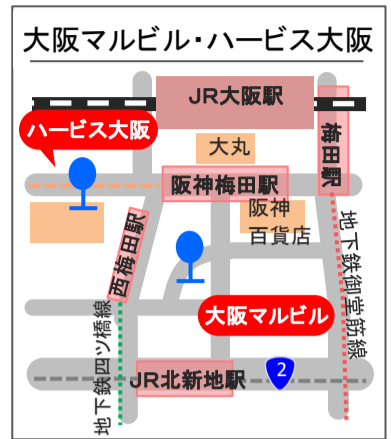 大阪マルビル・ハービス大阪
JR大阪駅
ハービス大阪
梅田駅
大丸
阪神梅田駅
阪神
百貨店
西梅田駅
地下鉄御堂筋線
大阪マルビル
地下鉄四ツ橋線
JR北新地駅
2